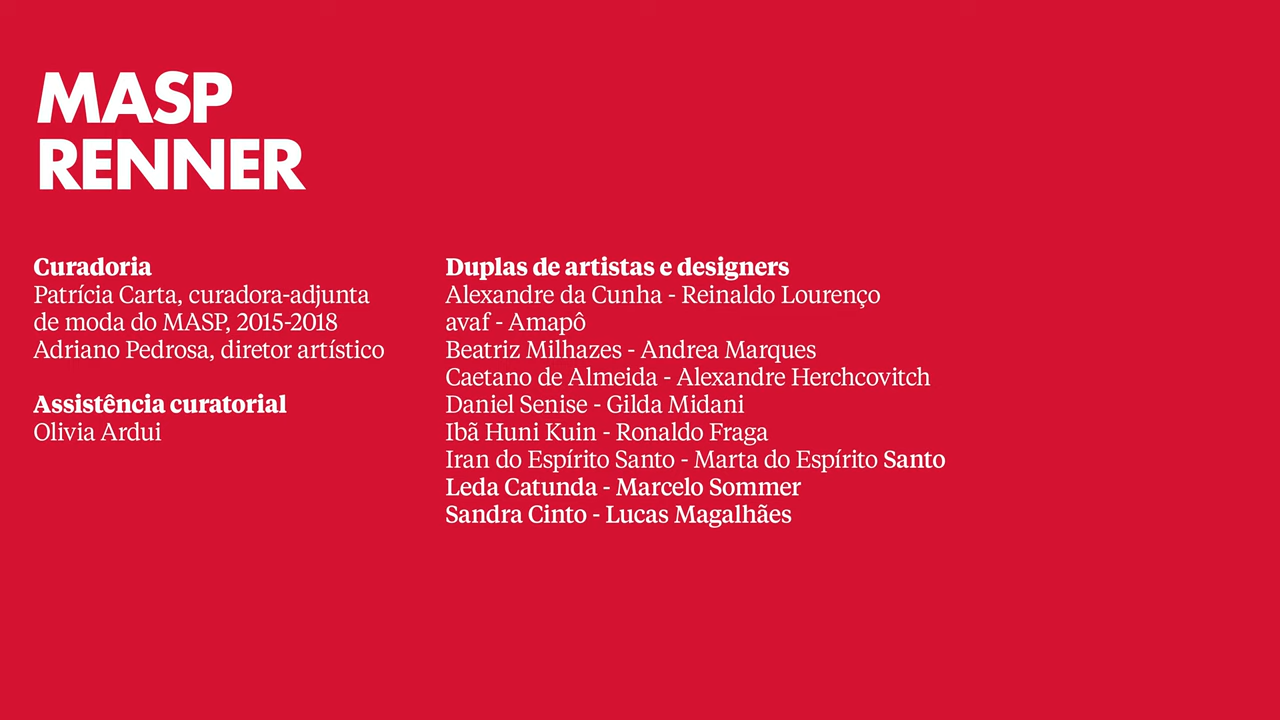 MASP
RENNER
Curadoria
Patrícia Carta, curadora-adjunta
de moda do MASP, 2015-2018
Adriano Pedrosa, diretor artístico
Assistência curatorial
Olivia Ardui
Duplas de artistas e designers
Alexandre da Cunha - Reinaldo Lourenço
avaf - Amapô
Beatriz Milhazes - Andrea Marques
Caetano de Almeida - Alexandre Herchcovitch
Daniel Senise - Gilda Midani
Ibã Huni Kuin - Ronaldo Fraga
Iran do Espírito Santo - Marta do Espírito Santo
Leda Catunda - Marcelo Sommer
Sandra Cinto - Lucas Magalhães